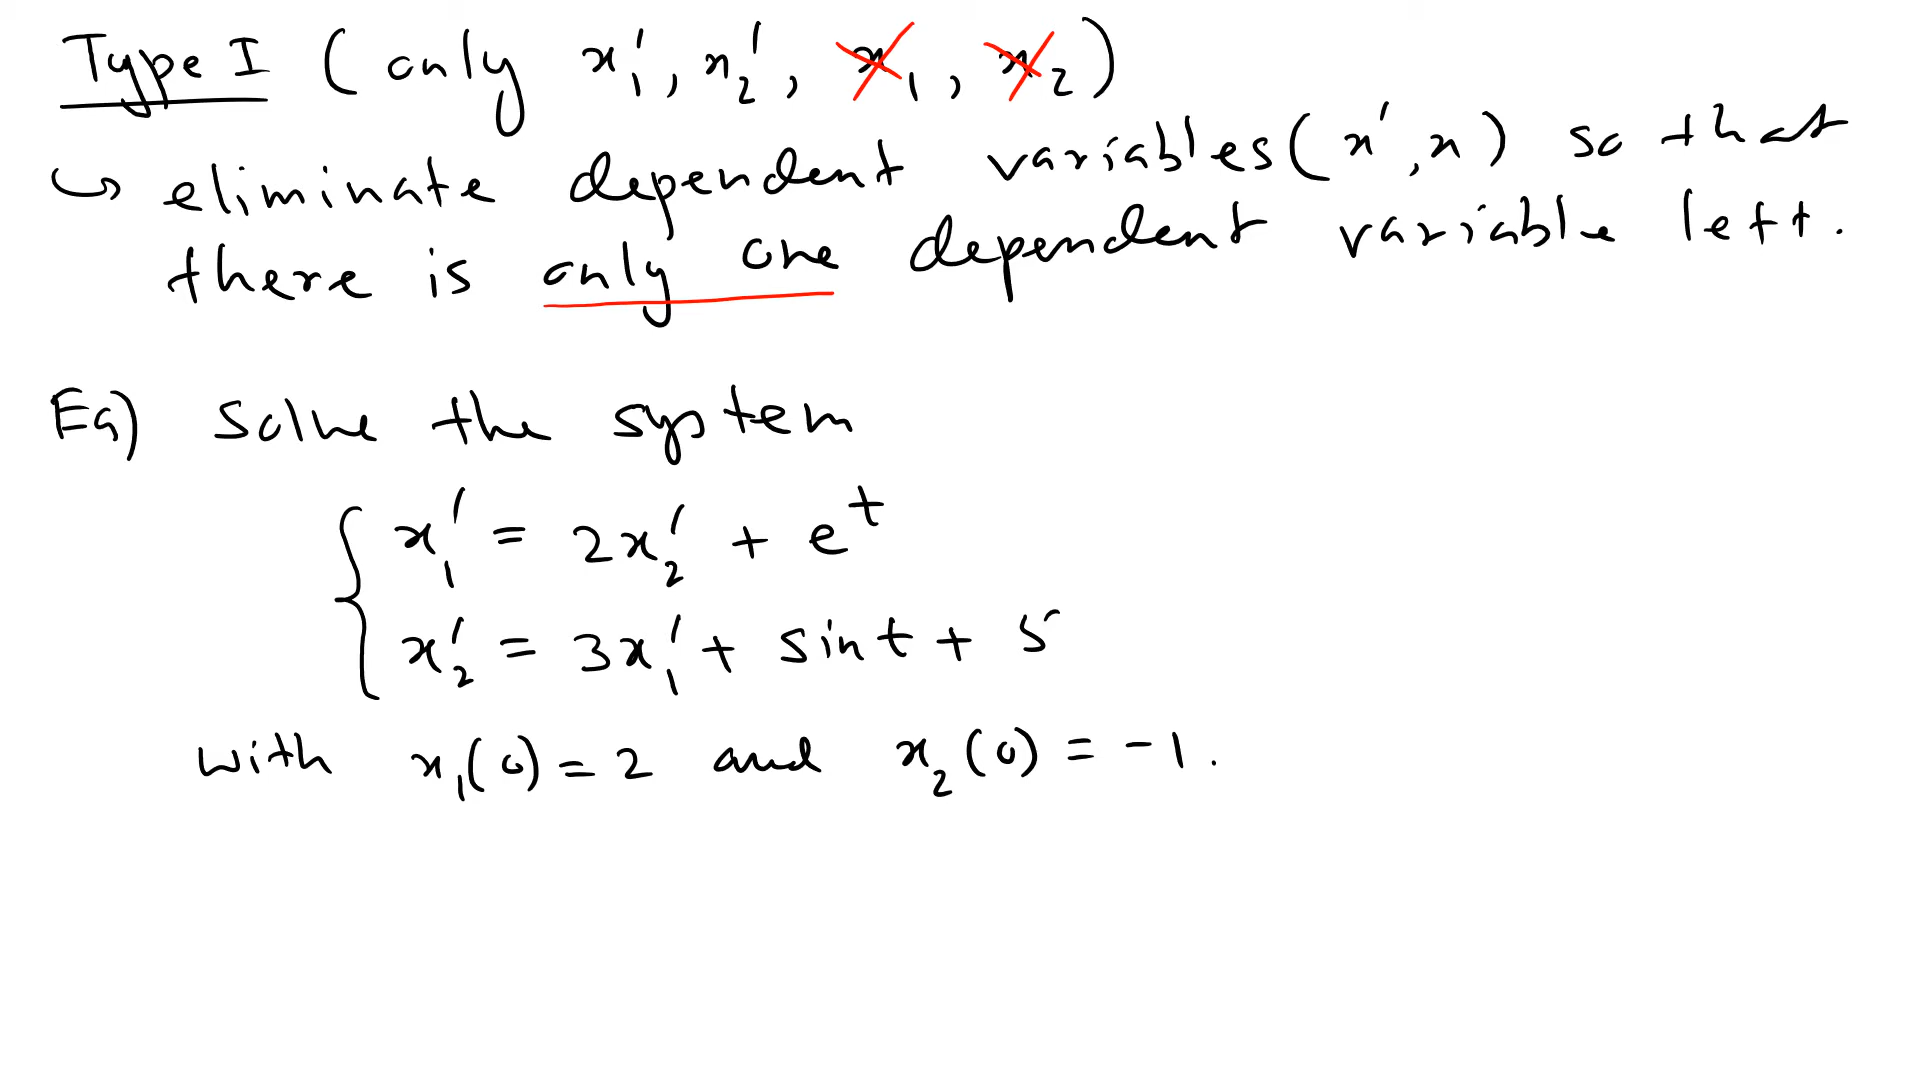 Type I (only x₁', x₂', x₁, x₂)
↪ eliminate dependent variables (x', x) so that
there is only one dependent variable left.
Eg) Solve the system
x₁' = 2x₂' + eᵗ
x₂' = 3x₁' + sin t + 5
with x₁(0) = 2 and x₂(0) = -1.